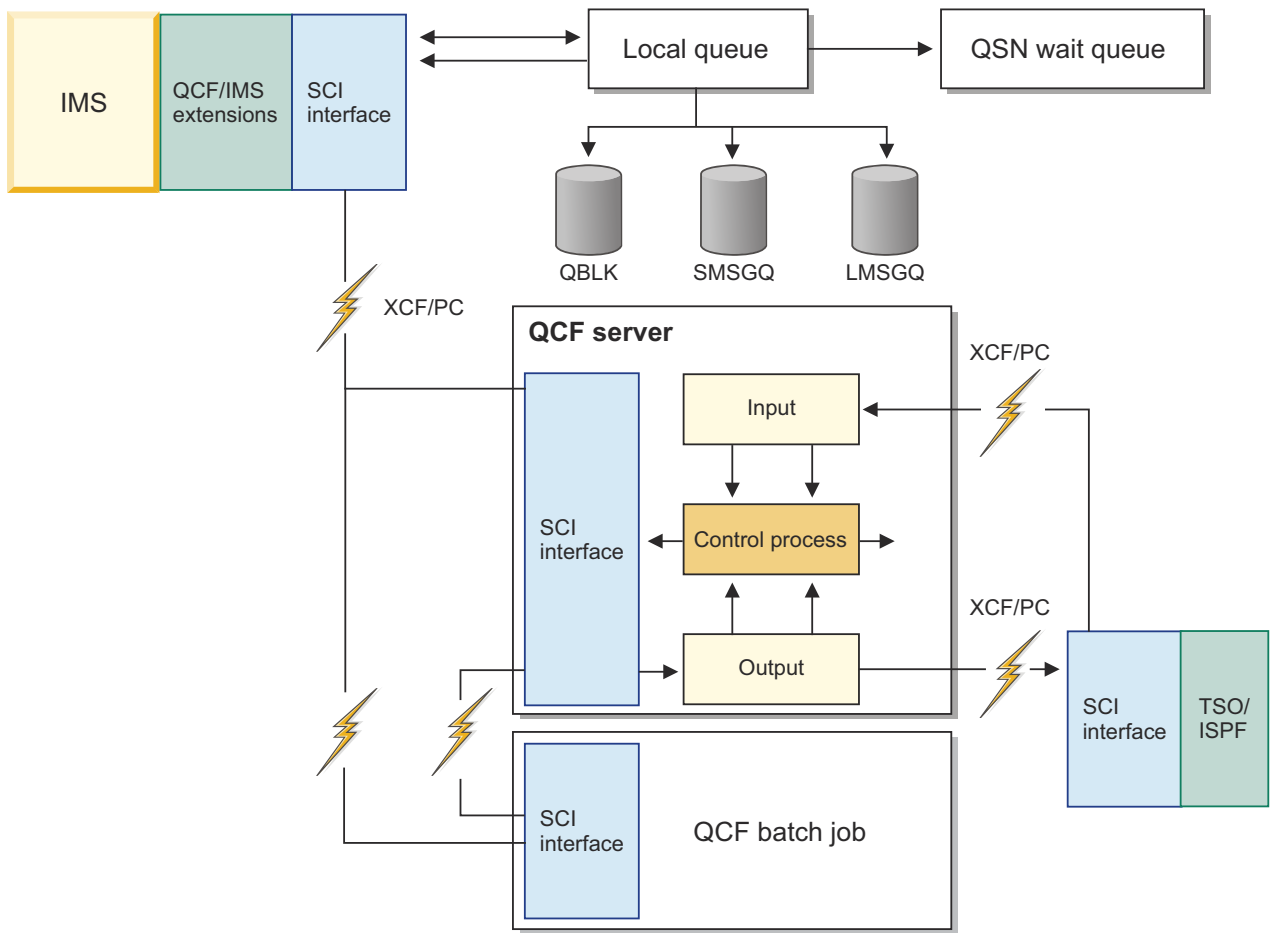 IMS
QCF/IMS
extensions
SCI
interface
Local queue
QSN wait queue
QBLK
SMSGQ
LMSGQ
XCF/PC
QCF server
XCF/PC
Input
SCI
interface
Control process
XCF/PC
Output
SCI
interface
TSO/
ISPF
SCI
interface
QCF batch job